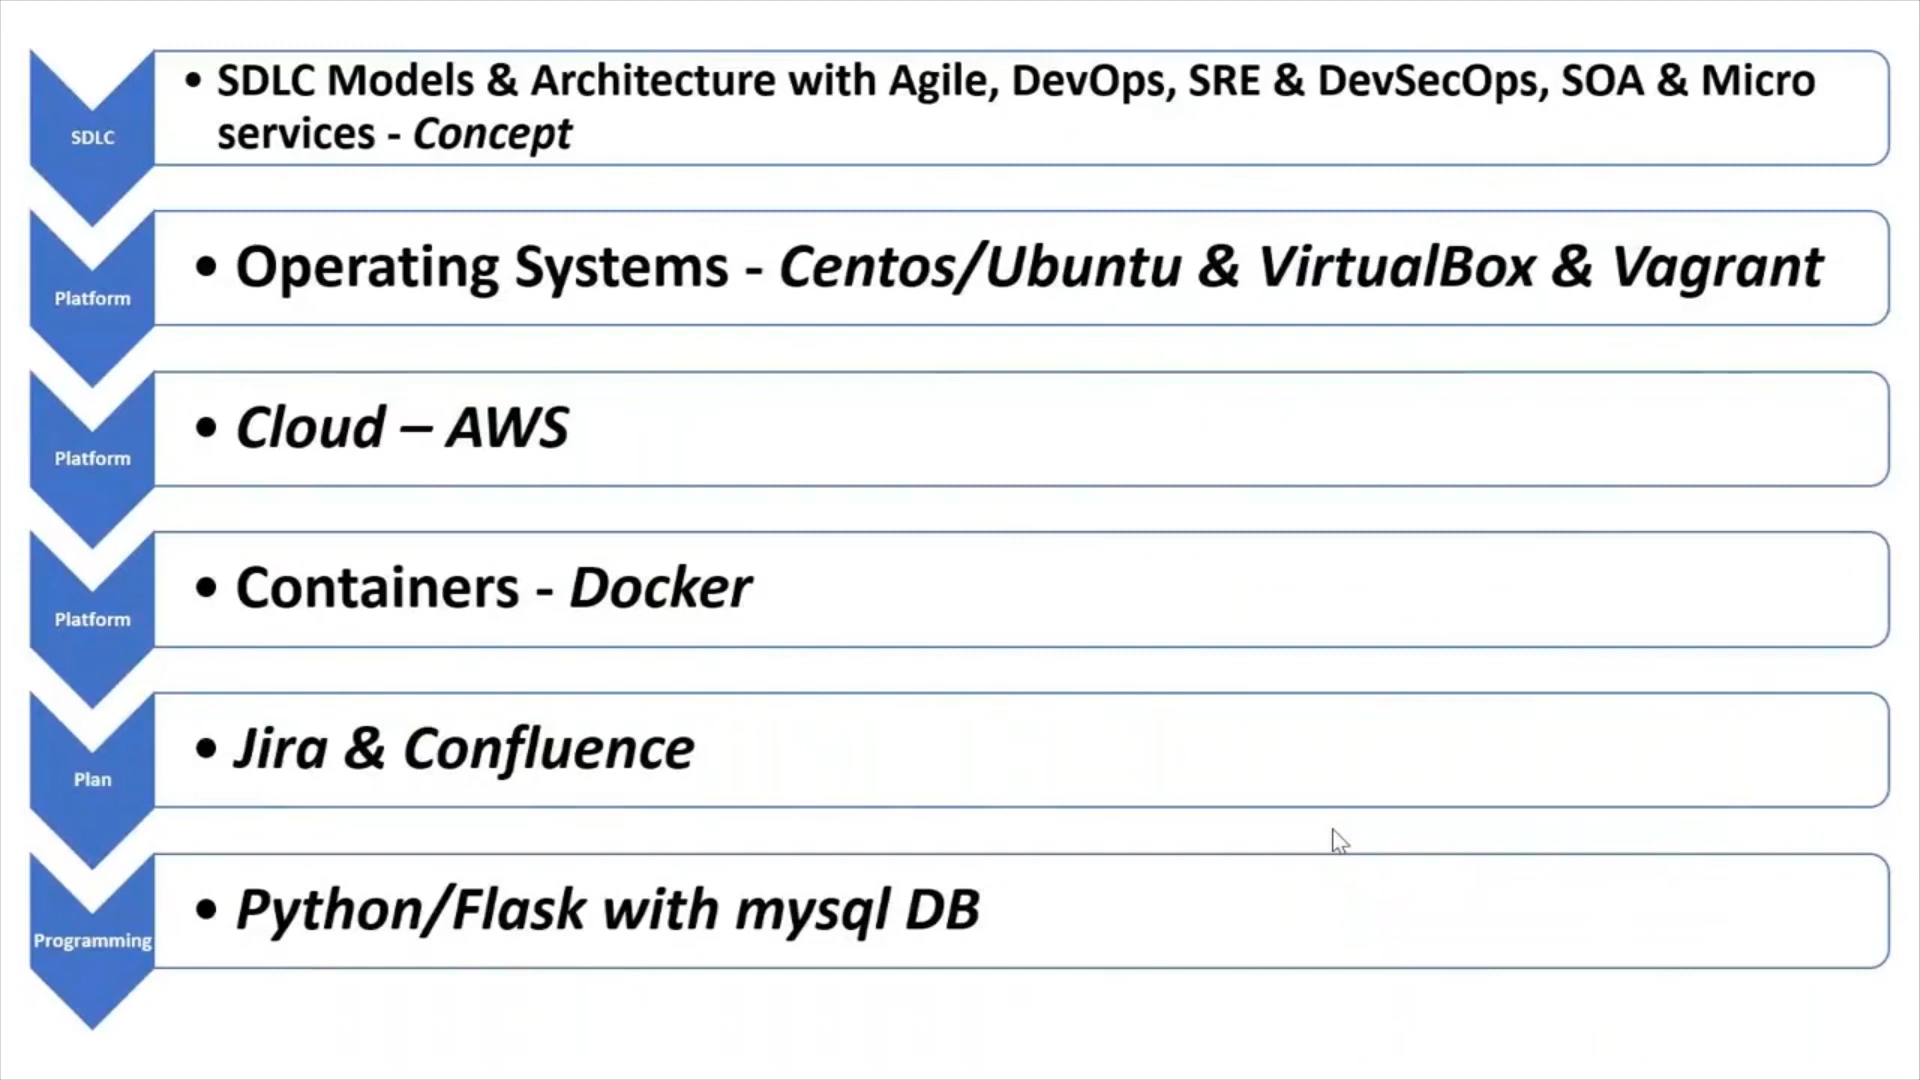 SDLC
• SDLC Models & Architecture with Agile, DevOps, SRE & DevSecOps, SOA & Micro
services - Concept
Platform
• Operating Systems - Centos/Ubuntu & VirtualBox & Vagrant
Platform
• Cloud – AWS
Platform
• Containers - Docker
Plan
• Jira & Confluence
Programming
• Python/Flask with mysql DB